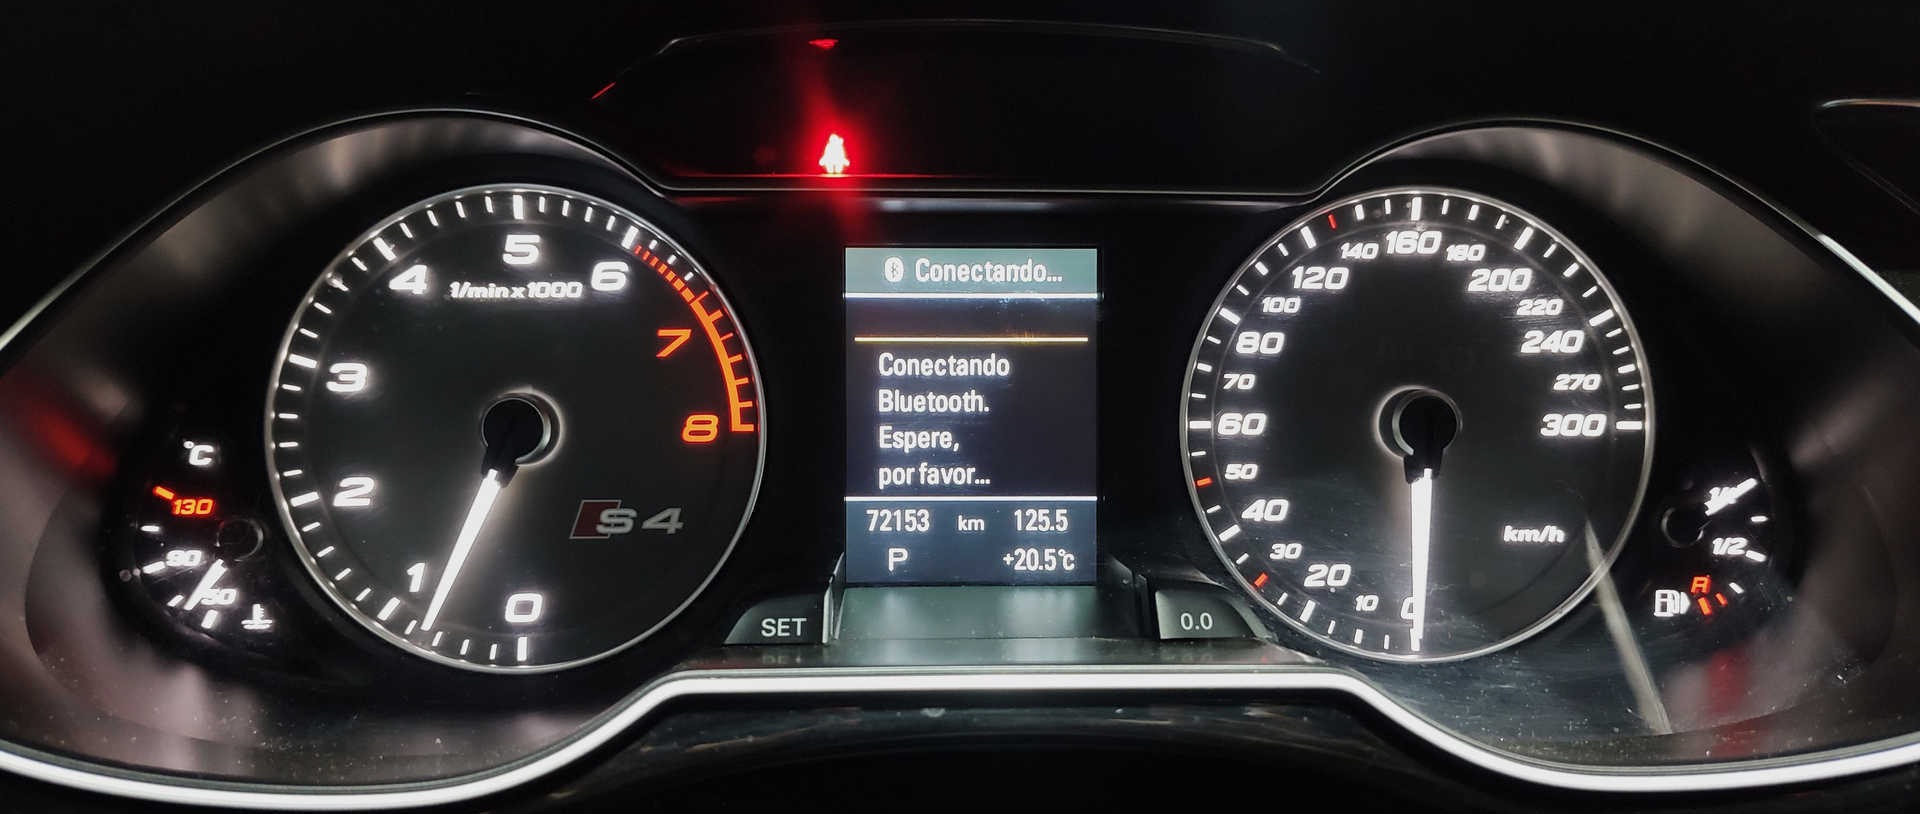 5
4
6
1/min x 1000
7
3
8
°C
130
2
S4
90
50
1
0
Conectando...
Conectando
Bluetooth.
Espere,
por favor...
72153 km 125.5
P +20.5°C
SET
0.0
140 160 180
120 200
100 220
80 240
70 270
60 300
50
40
km/h
30
20
10
0
1/1
1/2
R